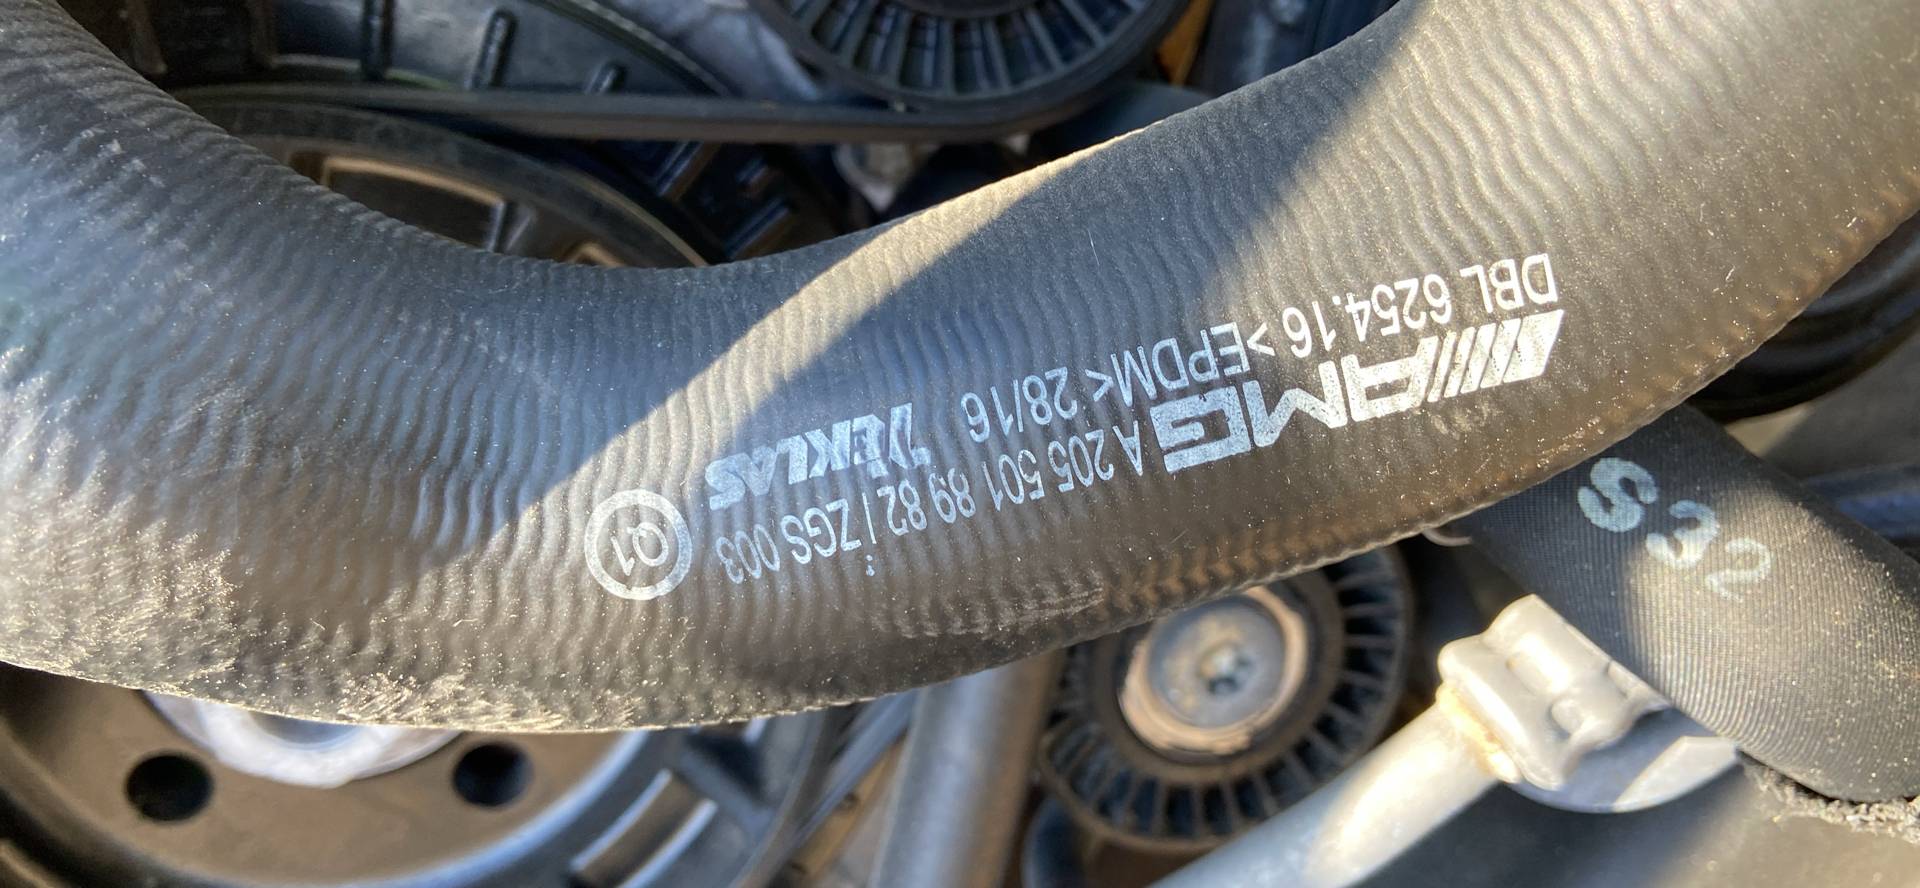 DBL 6254.16 >EPDM< 28/16 TEKLAS
AMG A 205 501 89 82 / ZGS 003
Q1
S32